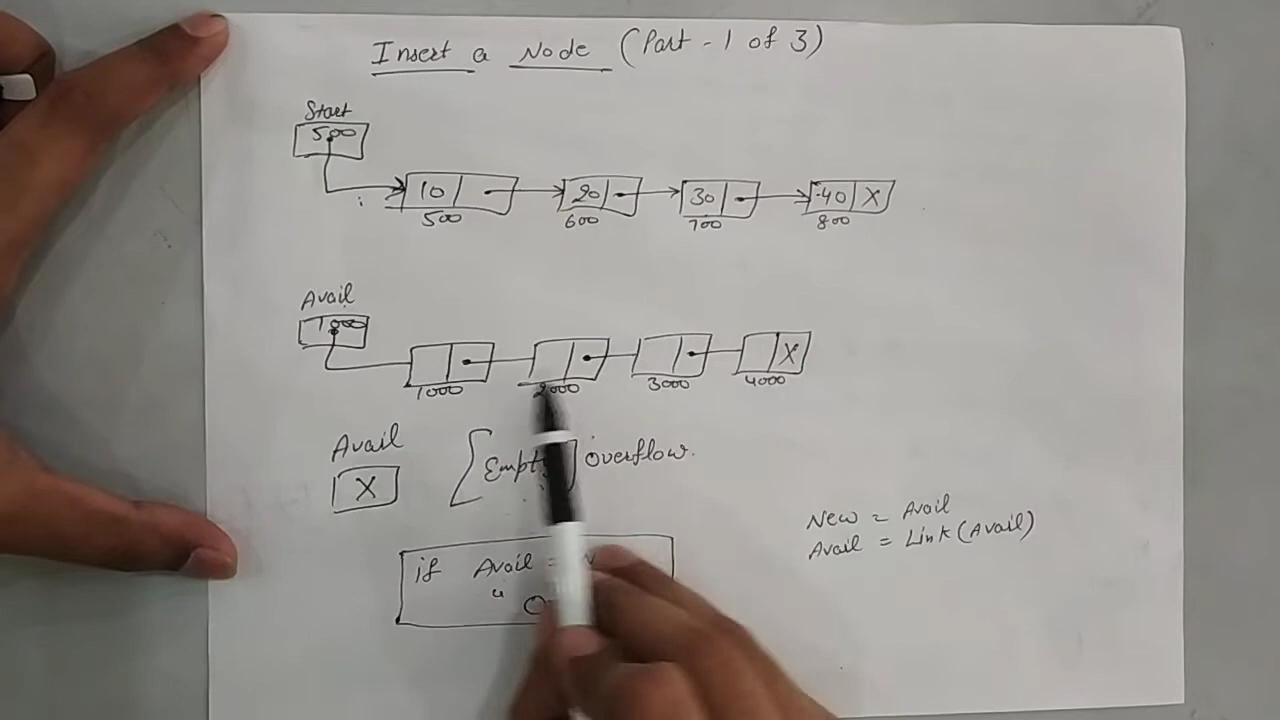 Insert a Node (Part - 1 of 3)
Start
500
10 20 30 40 X
500 600 700 800
Avail
1000
X
1000 2000 3000 4000
Avail
X
[Empty] overflow.
New = Avail
Avail = Link (Avail)
if Avail =
"